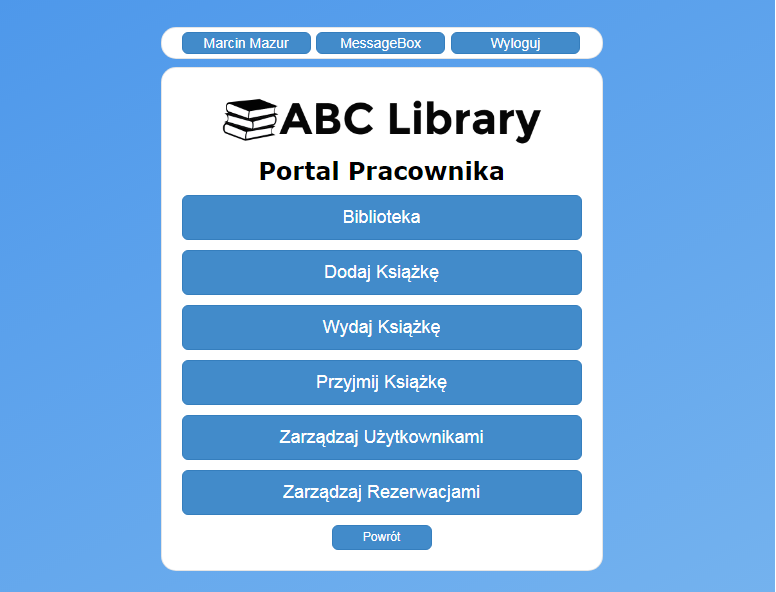 Marcin Mazur MessageBox Wyloguj
ABC Library
Portal Pracownika
Biblioteka
Dodaj Książkę
Wydaj Książkę
Przyjmij Książkę
Zarządzaj Użytkownikami
Zarządzaj Rezerwacjami
Powrót